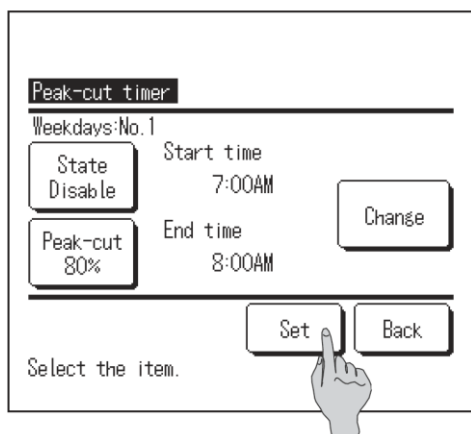 Peak-cut timer
Weekdays:No.1
State
Disable
Start time
7:00AM
Peak-cut
80%
End time
8:00AM
Change
Set
Back
Select the item.